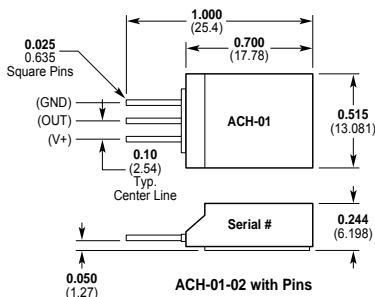 1.000
(25.4)
0.025
0.635
Square Pins
0.700
(17.78)
(GND)
(OUT)
(V+)
ACH-01
0.515
(13.081)
0.10
(2.54)
Typ.
Center Line
Serial #
0.244
(6.198)
0.050
(1.27)
ACH-01-02 with Pins